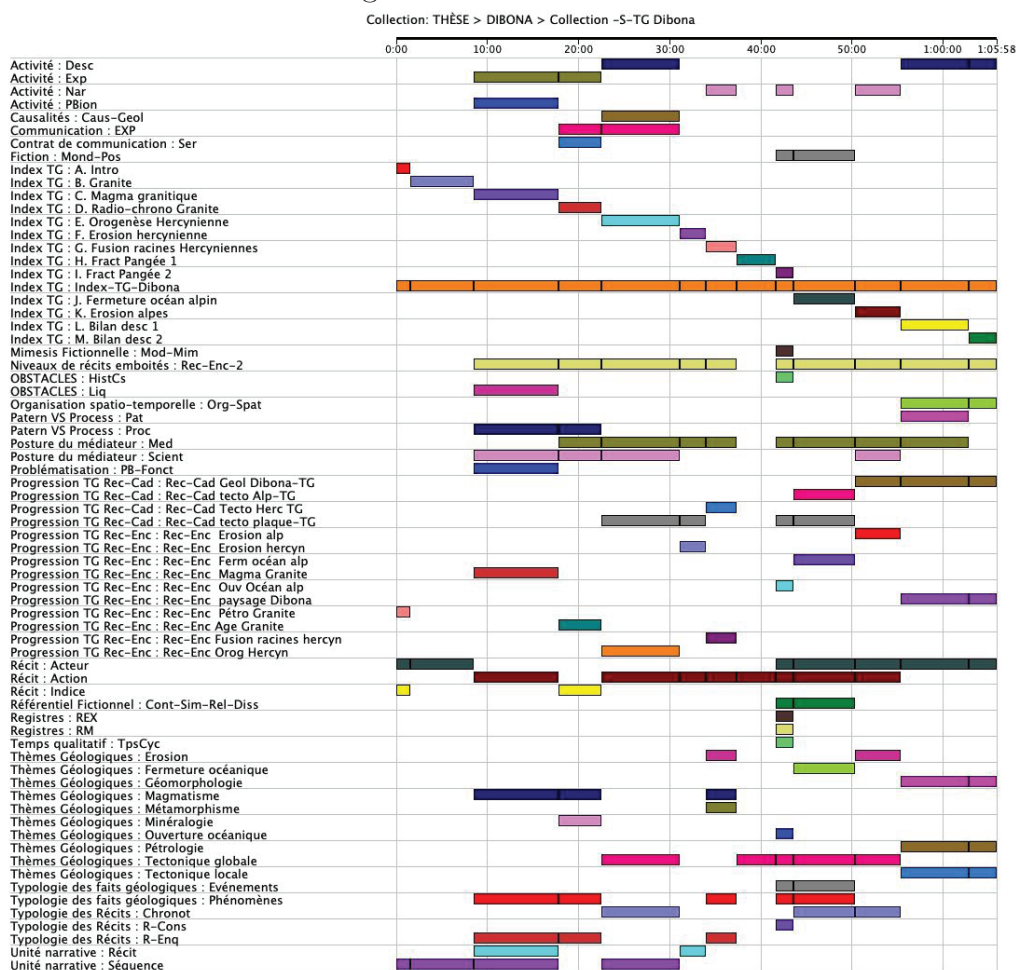 Collection: THÈSE > DIBONA > Collection -S-TG Dibona
0:00 10:00 20:00 30:00 40:00 50:00 1:00:00 1:05:58
Activité : Desc
Activité : Exp
Activité : Nar
Activité : PBion
Causalités : Caus-Geol
Communication : EXP
Contrat de communication : Ser
Fiction : Mond-Pos
Index TG : A. Intro
Index TG : B. Granite
Index TG : C. Magma granitique
Index TG : D. Radio-chrono Granite
Index TG : E. Orogenèse Hercynienne
Index TG : F. Erosion hercynienne
Index TG : G. Fusion racines Hercyniennes
Index TG : H. Fract Pangée 1
Index TG : I. Fract Pangée 2
Index TG : Index-TG-Dibona
Index TG : J. Fermeture océan alpin
Index TG : K. Erosion alpes
Index TG : L. Bilan desc 1
Index TG : M. Bilan desc 2
Mimesis Fictionnelle : Mod-Mim
Niveaux de récits emboités : Rec-Enc-2
OBSTACLES : HistCs
OBSTACLES : Liq
Organisation spatio-temporelle : Org-Spat
Patern VS Process : Pat
Patern VS Process : Proc
Posture du médiateur : Med
Posture du médiateur : Scient
Problématisation : PB-Fonct
Progression TG Rec-Cad : Rec-Cad Geol Dibona-TG
Progression TG Rec-Cad : Rec-Cad tecto Alp-TG
Progression TG Rec-Cad : Rec-Cad Tecto Herc TG
Progression TG Rec-Cad : Rec-Cad tecto plaque-TG
Progression TG Rec-Enc : Rec-Enc Erosion alp
Progression TG Rec-Enc : Rec-Enc Erosion hercyn
Progression TG Rec-Enc : Rec-Enc Ferm océan alp
Progression TG Rec-Enc : Rec-Enc Magma Granite
Progression TG Rec-Enc : Rec-Enc Ouv Océan alp
Progression TG Rec-Enc : Rec-Enc paysage Dibona
Progression TG Rec-Enc : Rec-Enc Pétro Granite
Progression TG Rec-Enc : Rec-Enc Age Granite
Progression TG Rec-Enc : Rec-Enc Fusion racines hercyn
Progression TG Rec-Enc : Rec-Enc Orog Hercyn
Récit : Acteur
Récit : Action
Récit : Indice
Référentiel Fictionnel : Cont-Sim-Rel-Diss
Registres : REX
Registres : RM
Temps qualitatif : TpsCyc
Thèmes Géologiques : Erosion
Thèmes Géologiques : Fermeture océanique
Thèmes Géologiques : Géomorphologie
Thèmes Géologiques : Magmatisme
Thèmes Géologiques : Métamorphisme
Thèmes Géologiques : Minéralogie
Thèmes Géologiques : Ouverture océanique
Thèmes Géologiques : Pétrologie
Thèmes Géologiques : Tectonique globale
Thèmes Géologiques : Tectonique locale
Typologie des faits géologiques : Evénements
Typologie des faits géologiques : Phénomènes
Typologie des Récits : Chronot
Typologie des Récits : R-Cons
Typologie des Récits : R-Enq
Unité narrative : Récit
Unité narrative : Séquence